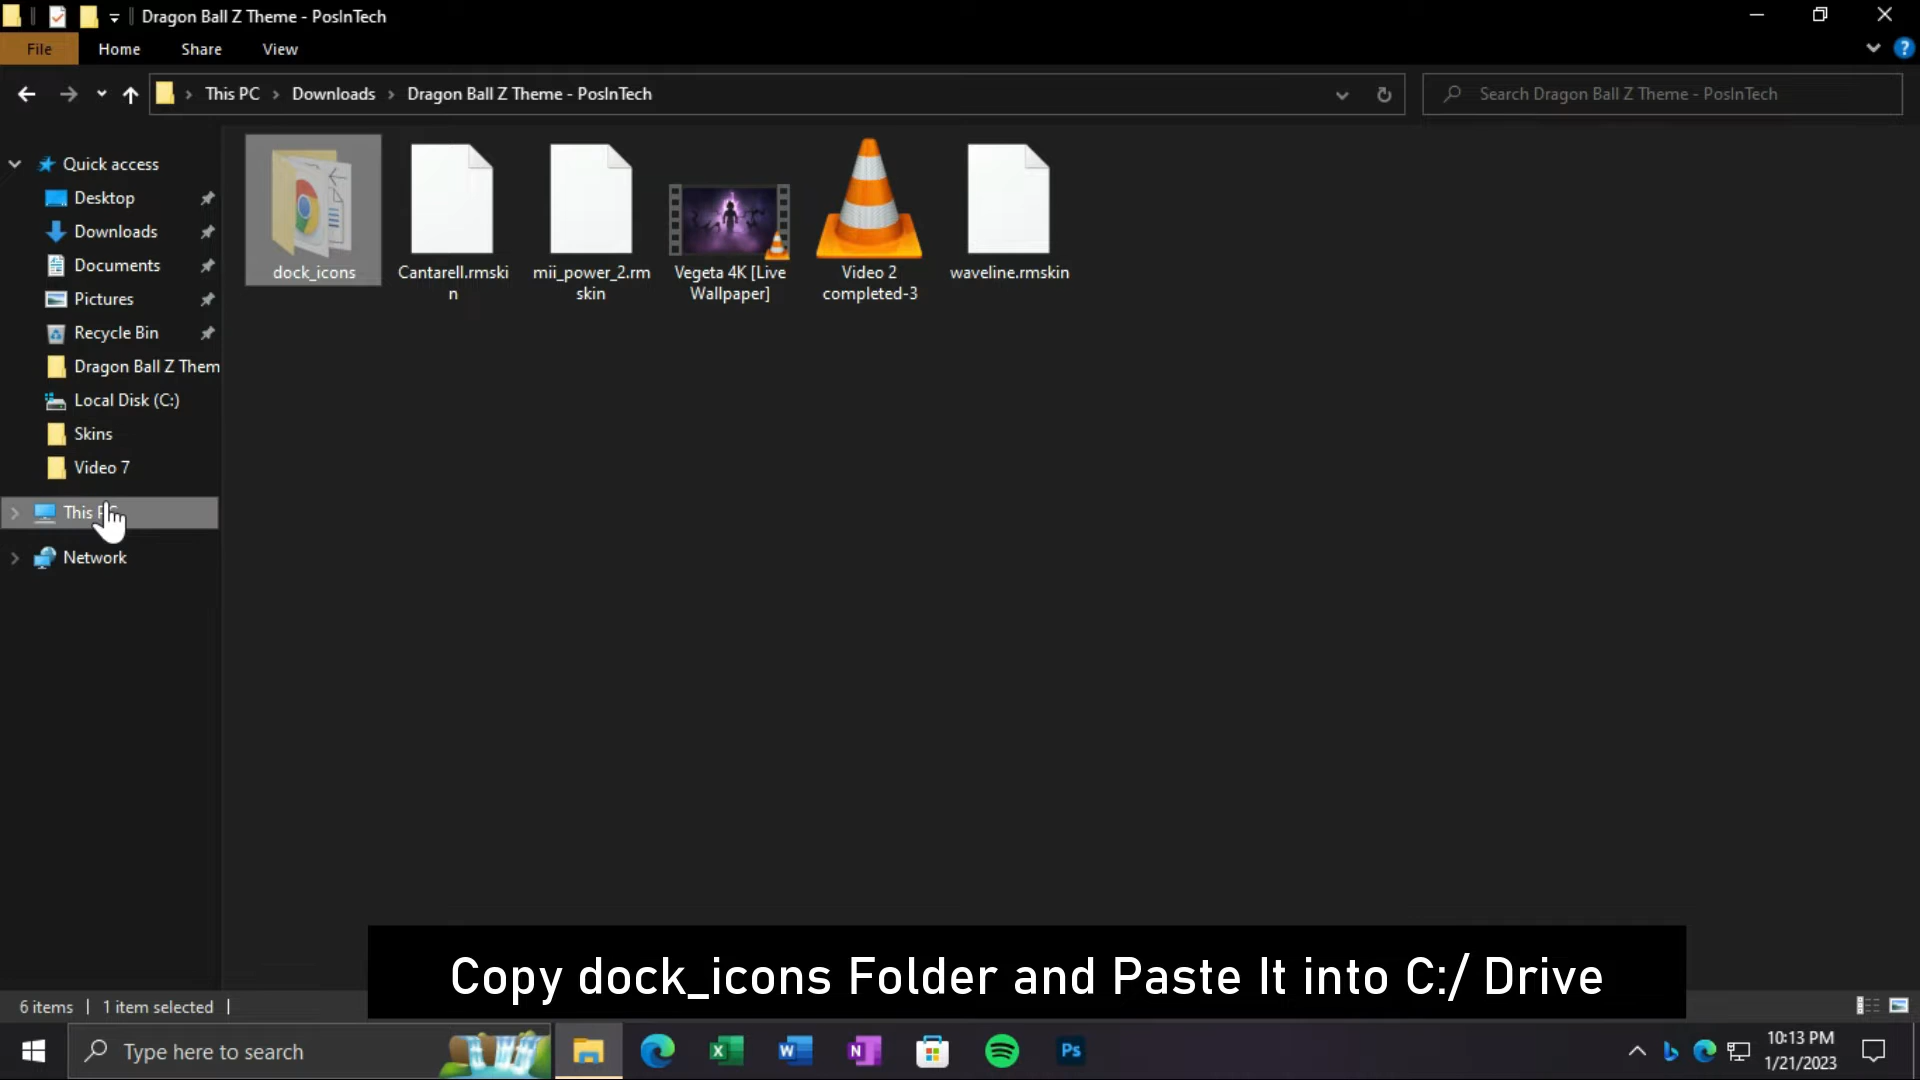 Dragon Ball Z Theme - PosInTech
File Home Share View
This PC Downloads Dragon Ball Z Theme - PosInTech
Search Dragon Ball Z Theme - PosInTech
Quick access
Desktop
Downloads
Documents
Pictures
Recycle Bin
Dragon Ball Z Them
Local Disk (C:)
Skins
Video 7
This PC
Network
dock_icons
Cantarell.rmski
n
mii_power_2.rm
skin
Vegeta 4K [Live
Wallpaper]
Video 2
completed-3
waveline.rmskin
Copy dock_icons Folder and Paste It into C:/ Drive
6 items 1 item selected
Type here to search
Ps
10:13 PM
1/21/2023